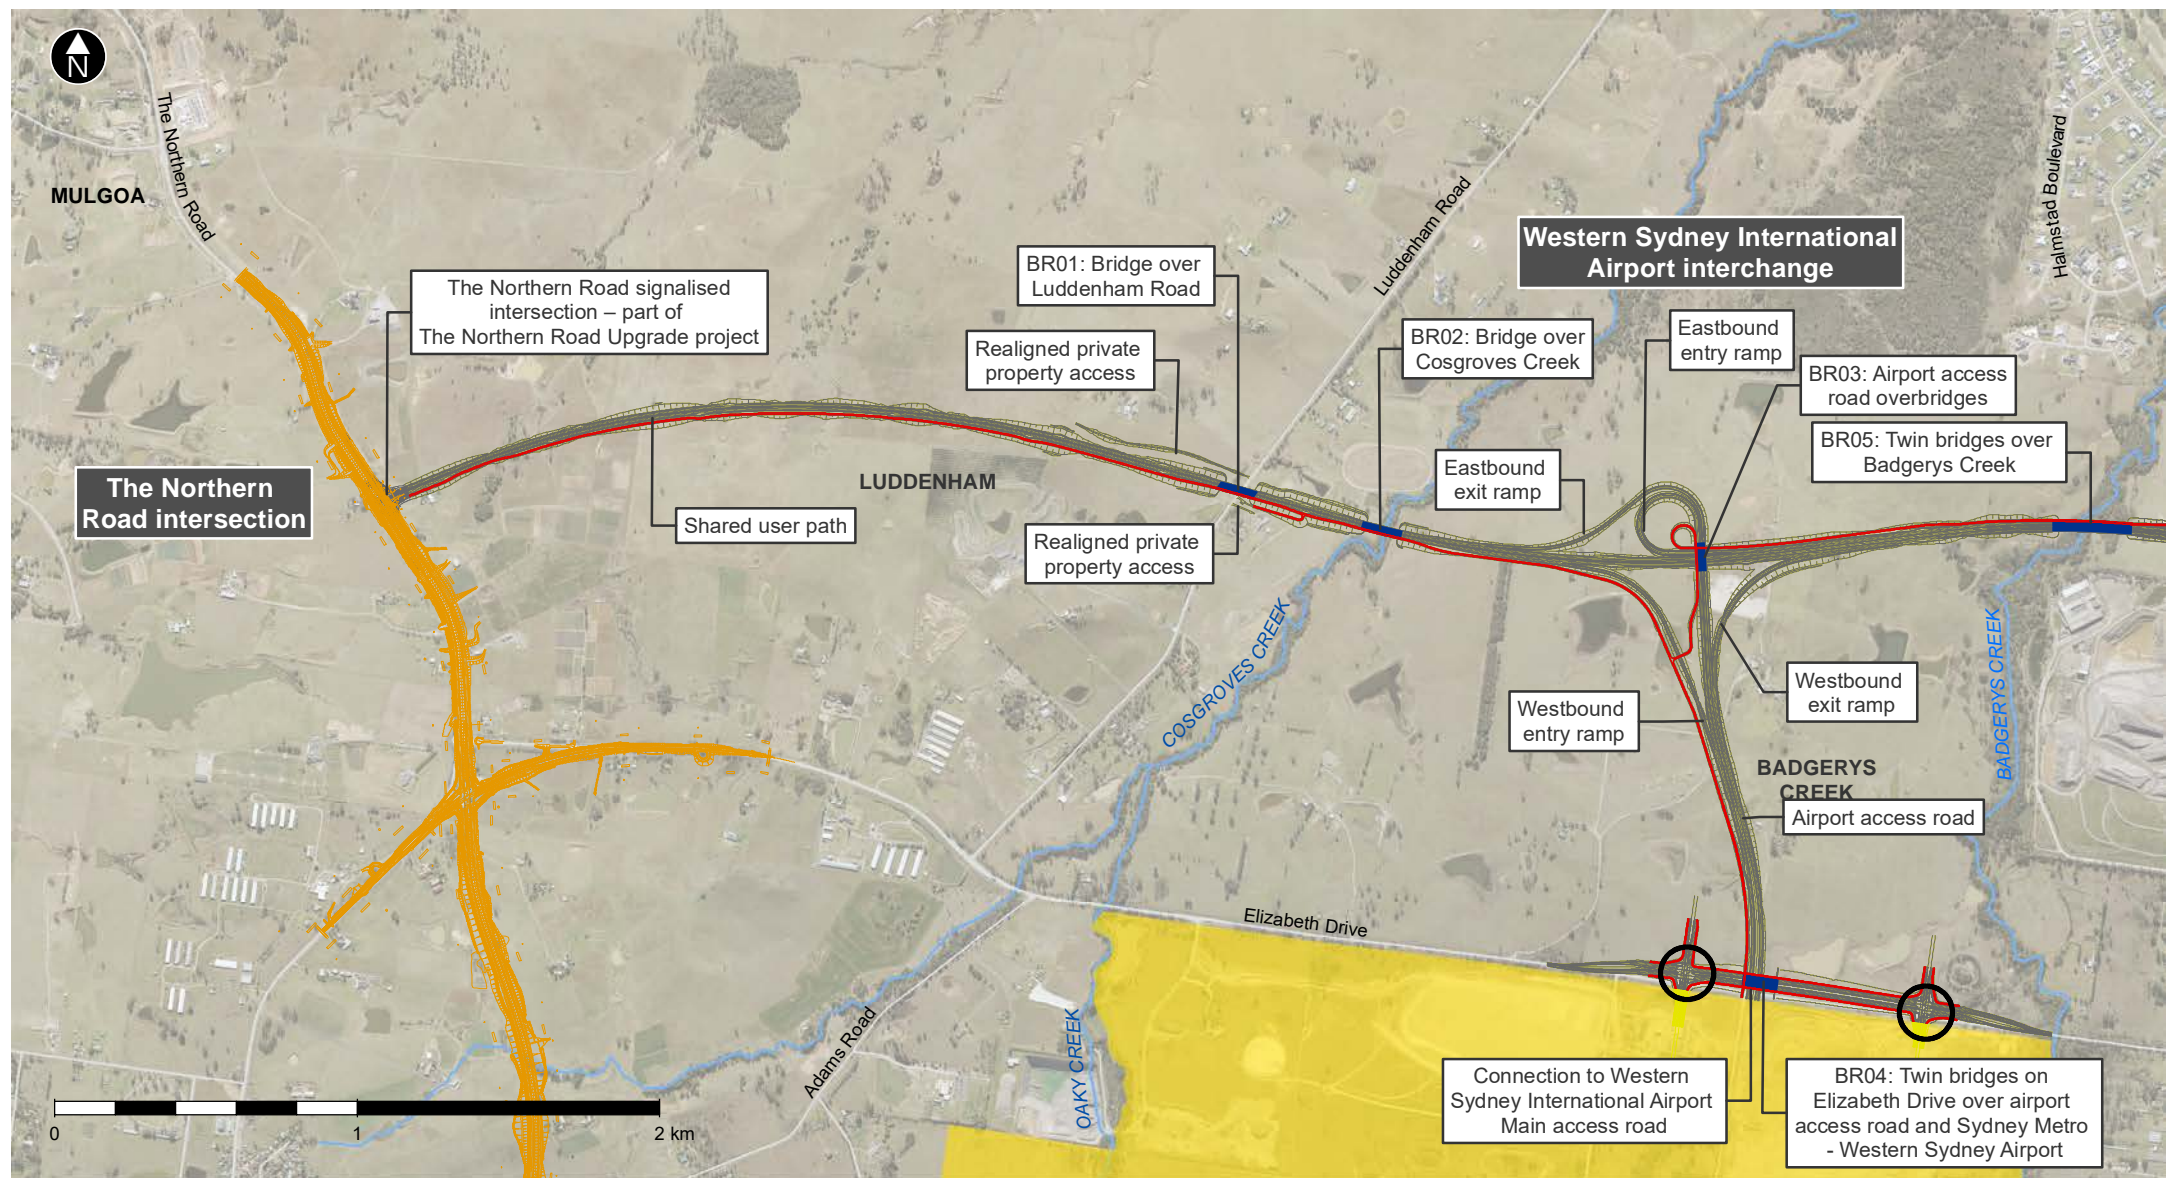 N
The Northern Road
MULGOA
The Northern Road signalised
intersection – part of
The Northern Road Upgrade project
The Northern
Road intersection
Shared user path
LUDDENHAM
Realigned private
property access
BR01: Bridge over
Luddenham Road
Realigned private
property access
Luddenham Road
BR02: Bridge over
Cosgroves Creek
Western Sydney International
Airport interchange
Eastbound
entry ramp
BR03: Airport access
road overbridges
BR05: Twin bridges over
Badgerys Creek
Eastbound
exit ramp
Halmstad Boulevard
COSGROVES CREEK
BADGERYS CREEK
Westbound
entry ramp
Westbound
exit ramp
BADGERYS
CREEK
Airport access road
Elizabeth Drive
Adams Road
OAKY CREEK
Connection to Western
Sydney International Airport
Main access road
BR04: Twin bridges on
Elizabeth Drive over airport
access road and Sydney Metro
- Western Sydney Airport
0
1
2 km